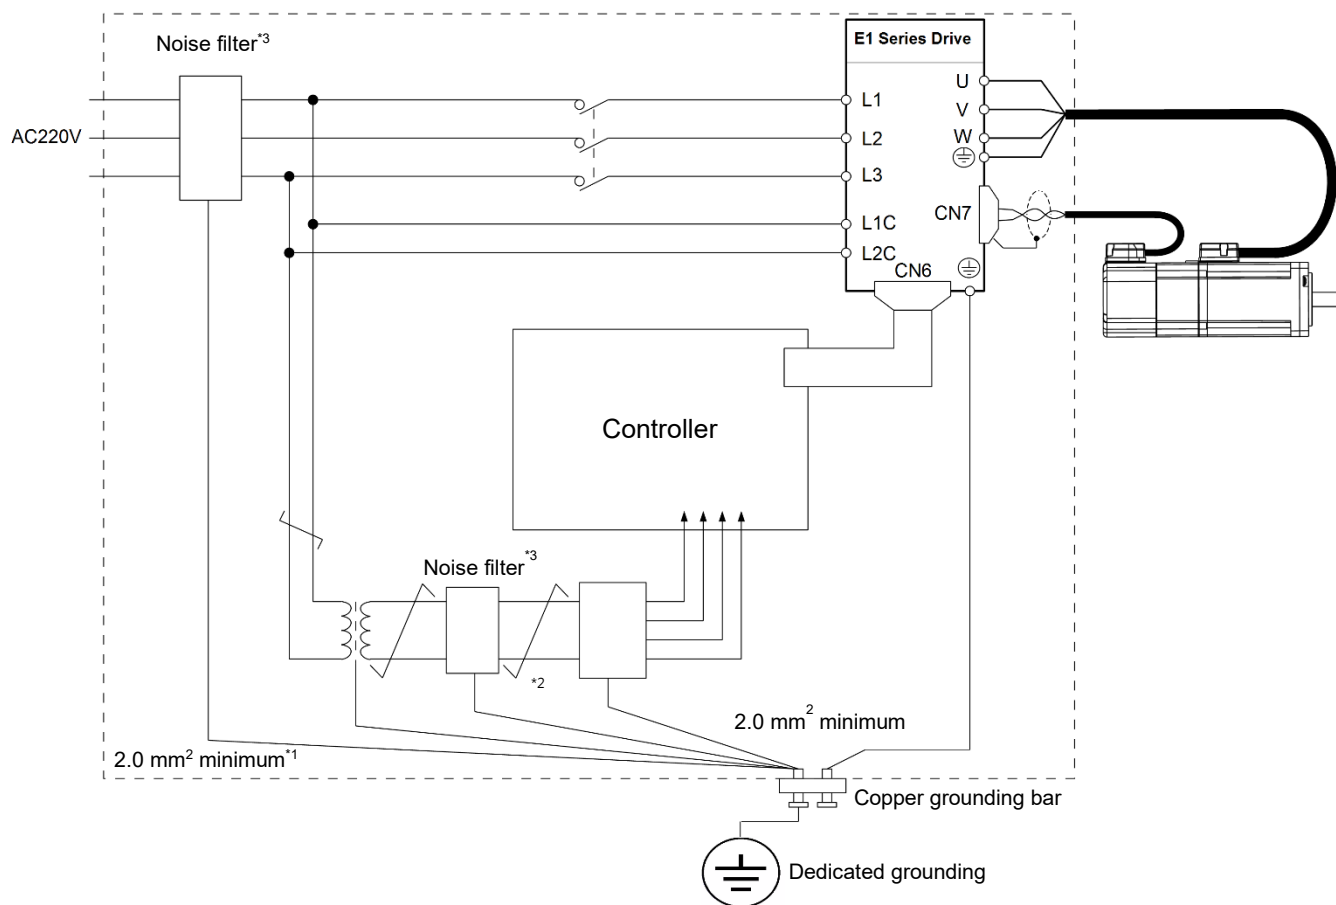 Noise filter*3
E1 Series Drive
U
L1
V
AC220V
L2
W
L3
CN7
L1C
L2C
CN6
Controller
Noise filter*3
*2
2.0 mm2 minimum
2.0 mm² minimum*1
Copper grounding bar
Dedicated grounding